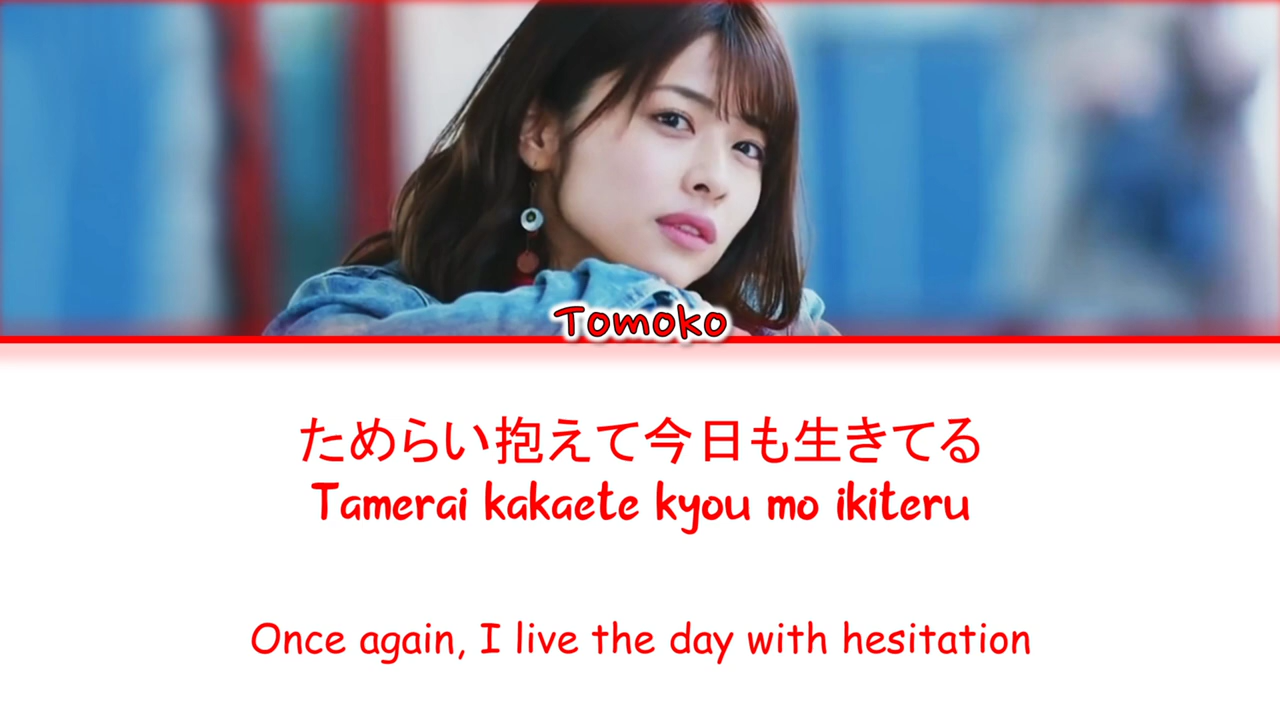 Tomoko
ためらい抱えて今日も生きてる
Tamerai kakaete kyou mo ikiteru
Once again, I live the day with hesitation